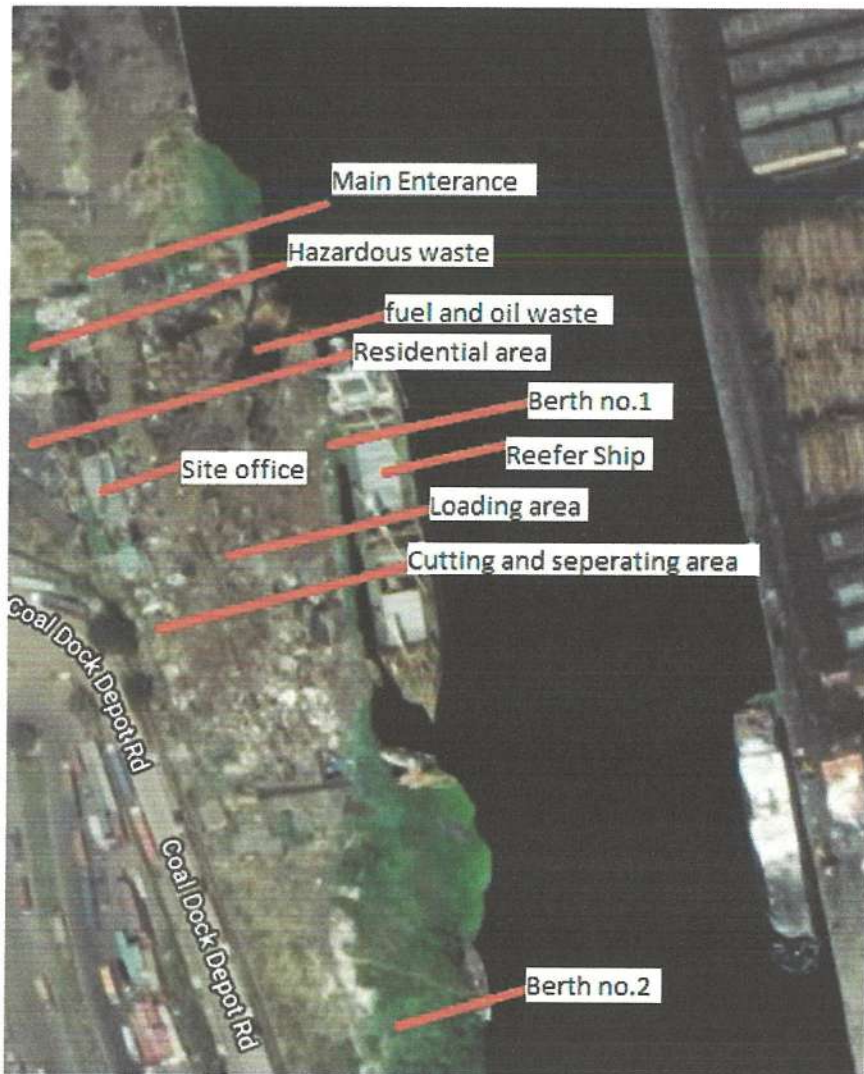 Main Enterance
Hazardous waste
fuel and oil waste
Residential area
Berth no.1
Reefer Ship
Site office
Loading area
Cutting and seperating area
Coal Dock Depot Rd
Coal Dock Depot Rd
Berth no.2